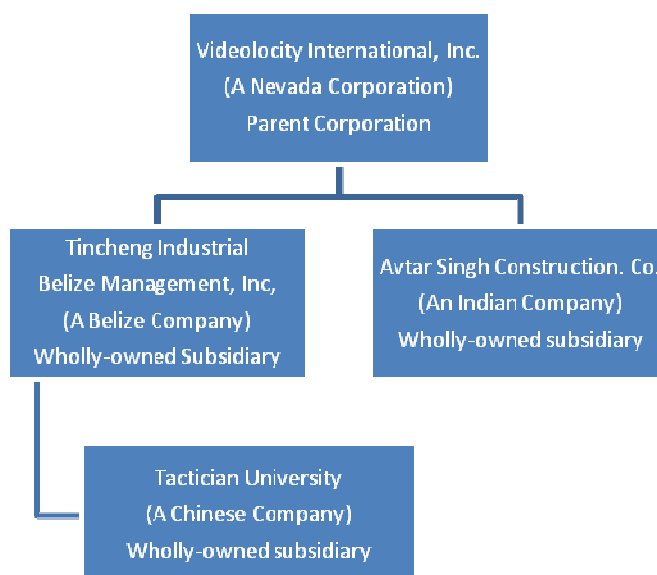 Videolocity International, Inc.
(A Nevada Corporation)
Parent Corporation
Tincheng Industrial
Belize Management, Inc,
(A Belize Company)
Wholly-owned Subsidiary
Avtar Singh Construction. Co.
(An Indian Company)
Wholly-owned subsidiary
Tactician University
(A Chinese Company)
Wholly-owned subsidiary